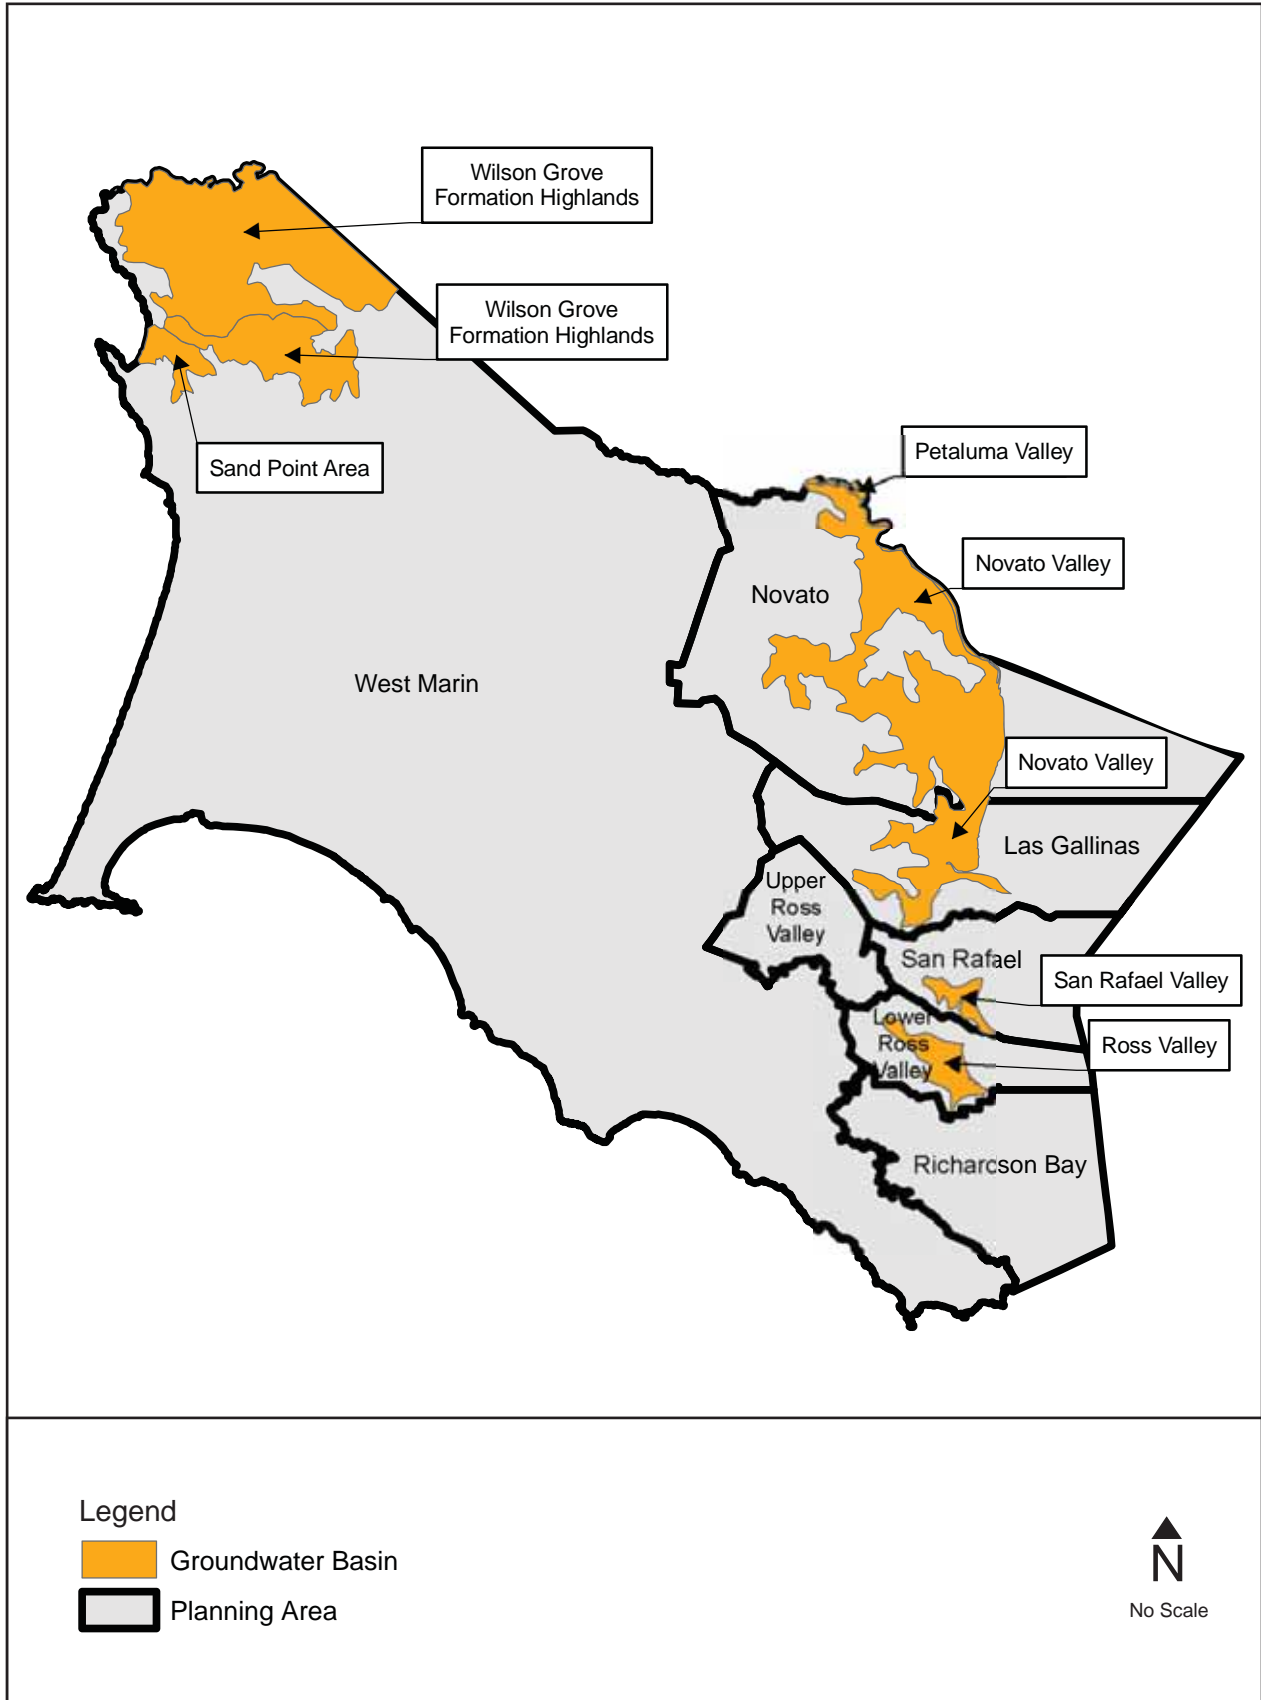 Wilson Grove
Formation Highlands
Wilson Grove
Formation Highlands
Sand Point Area
Petaluma Valley
Novato Valley
Novato
West Marin
Novato Valley
Las Gallinas
Upper
Ross
Valley
San Rafael
San Rafael Valley
Lower
Ross
Valley
Ross Valley
Richardson Bay
Legend
Groundwater Basin
Planning Area
N
No Scale